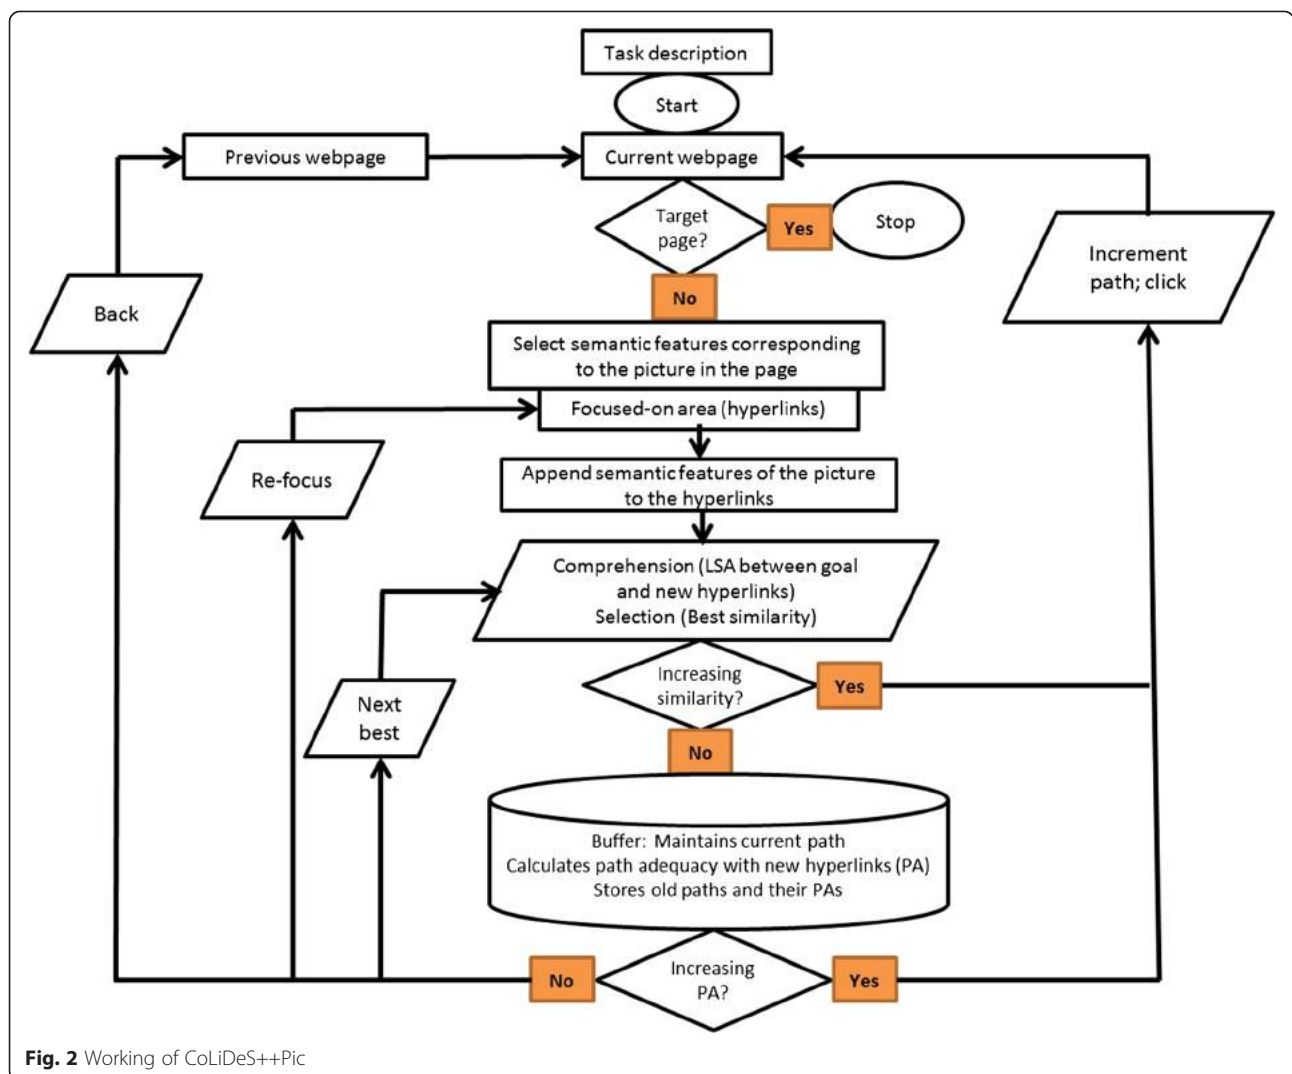 Task description
Start
Previous webpage
Current webpage
Target
page?
Yes
Stop
Increment
path; click
Back
No
Select semantic features corresponding
to the picture in the page
Focused-on area (hyperlinks)
Re-focus
Append semantic features of the picture
to the hyperlinks
Comprehension (LSA between goal
and new hyperlinks)
Selection (Best similarity)
Increasing
similarity?
Yes
Next
best
No
Buffer: Maintains current path
Calculates path adequacy with new hyperlinks (PA)
Stores old paths and their PAs
No
Increasing
PA?
Yes
Fig. 2 Working of CoLiDeS++Pic